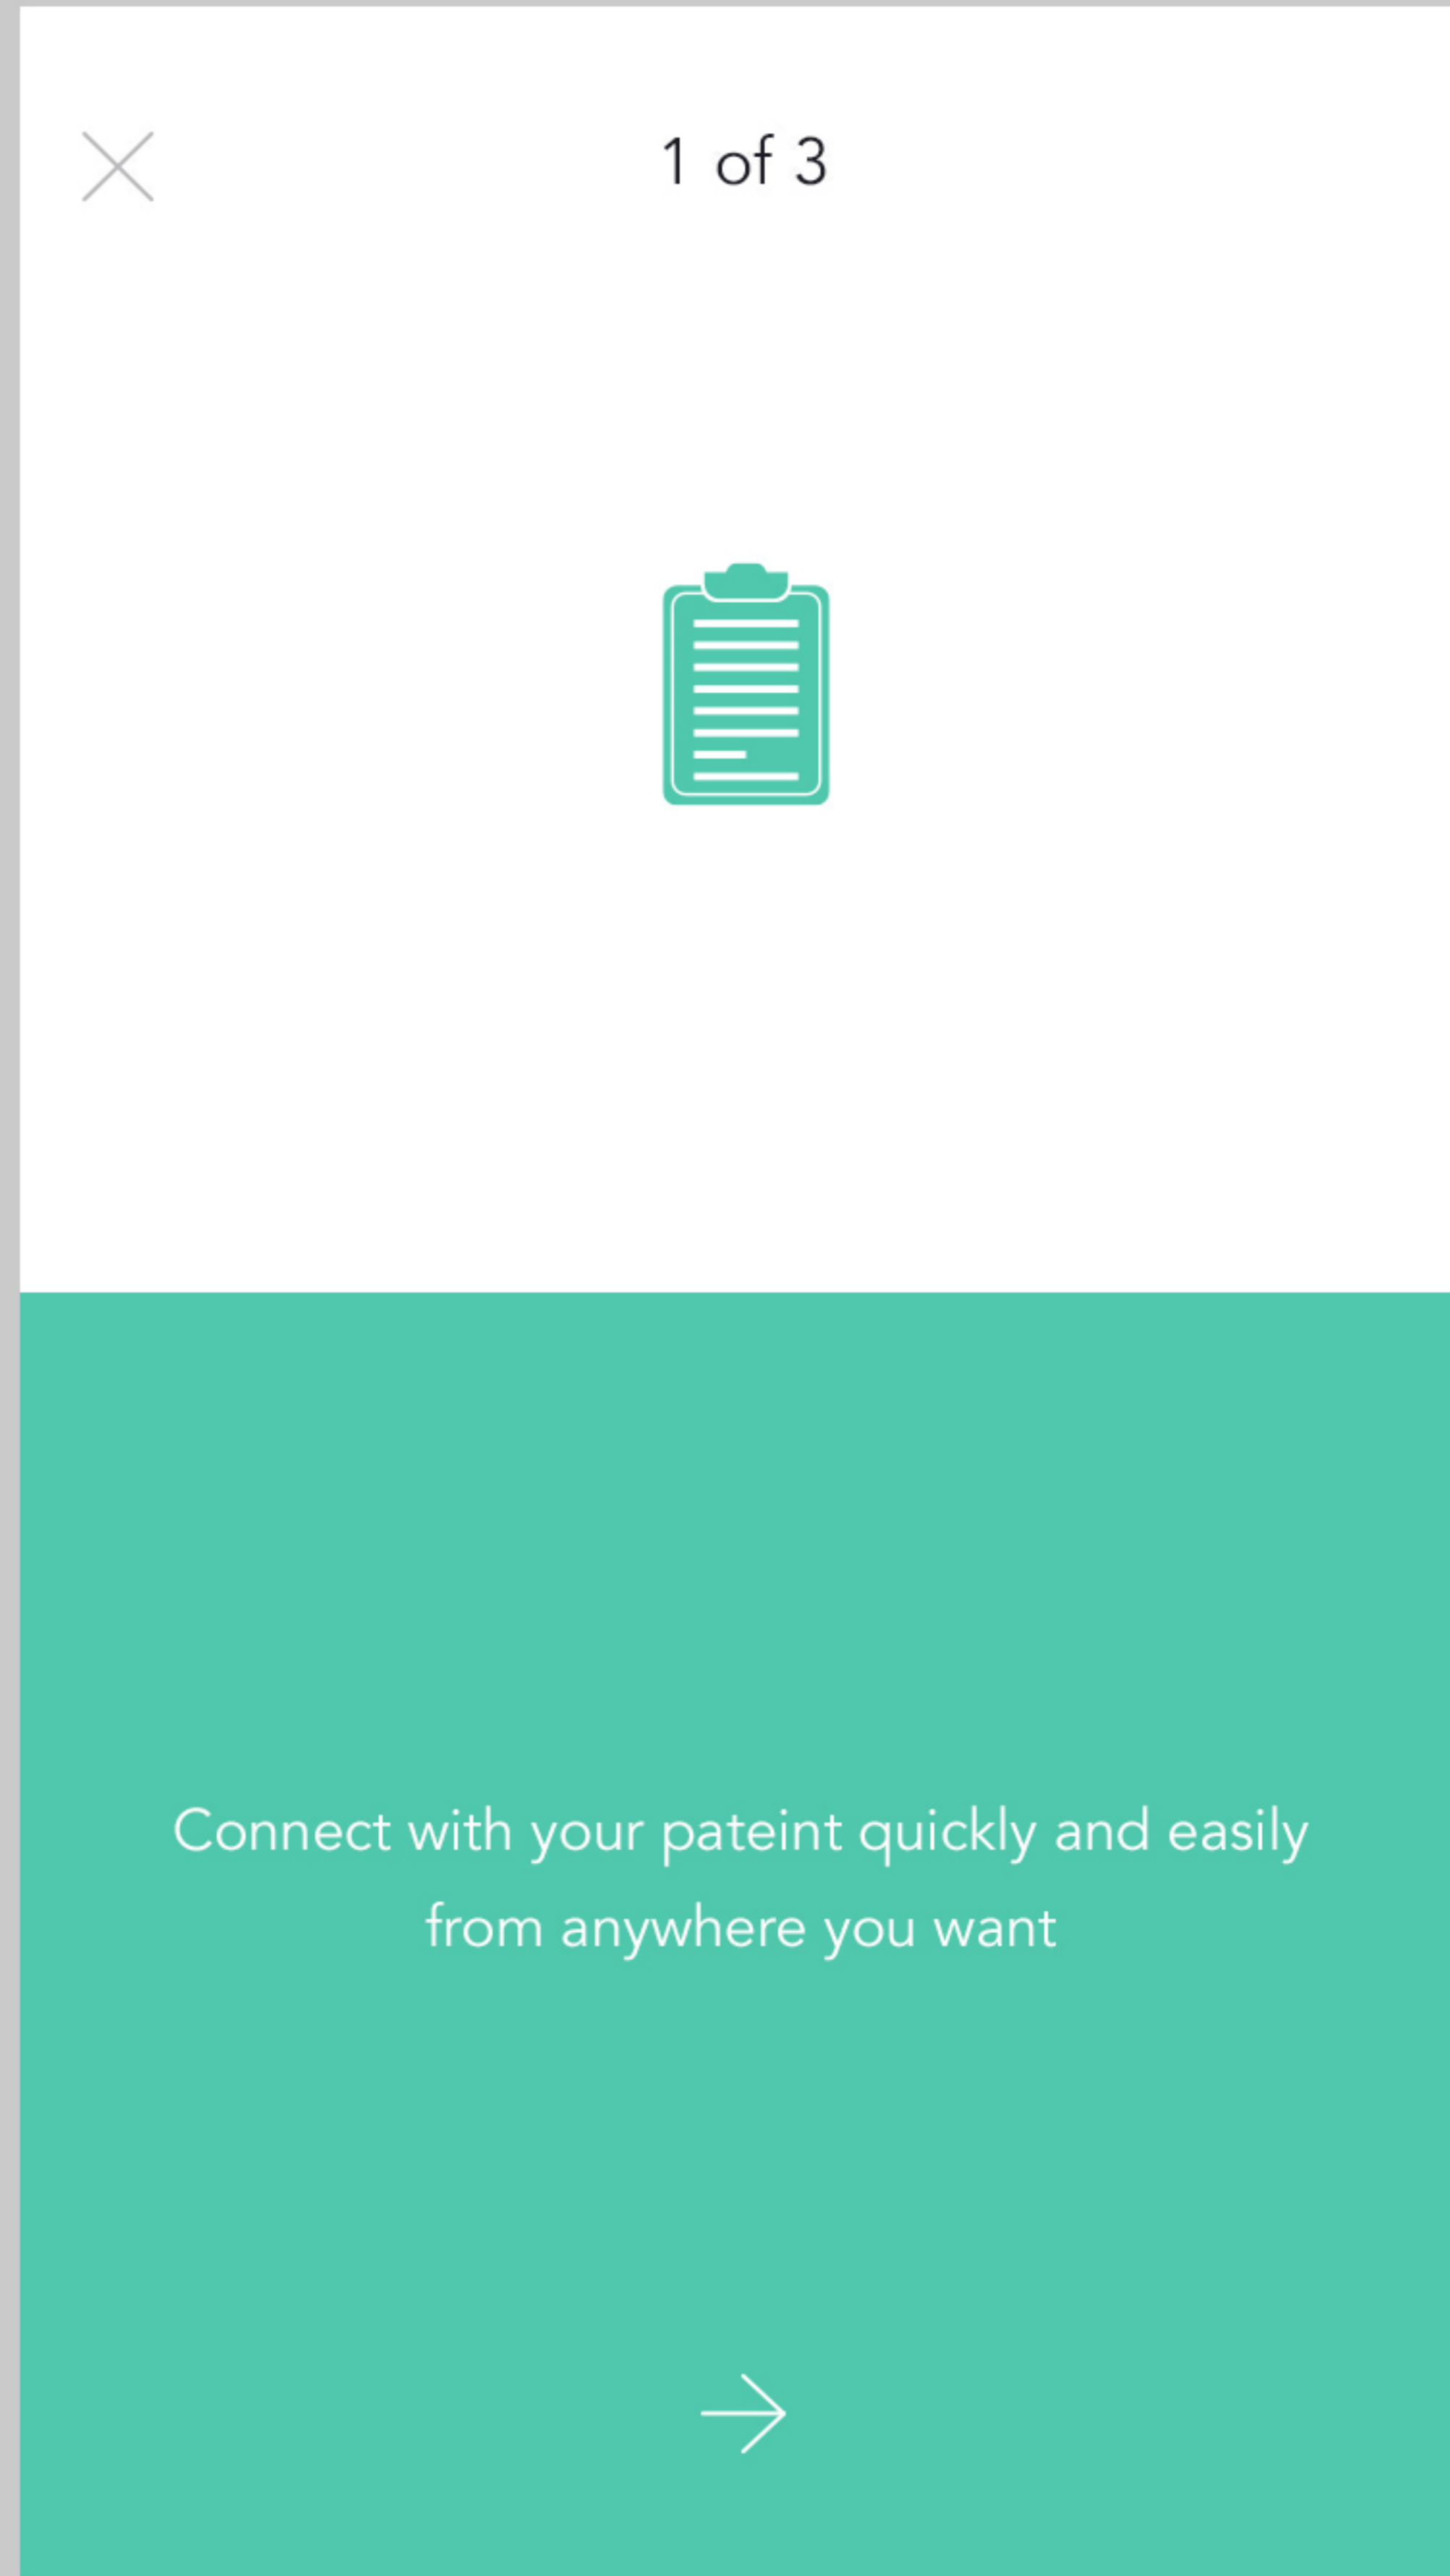 1 of 3
Connect with your pateint quickly and easily
from anywhere you want